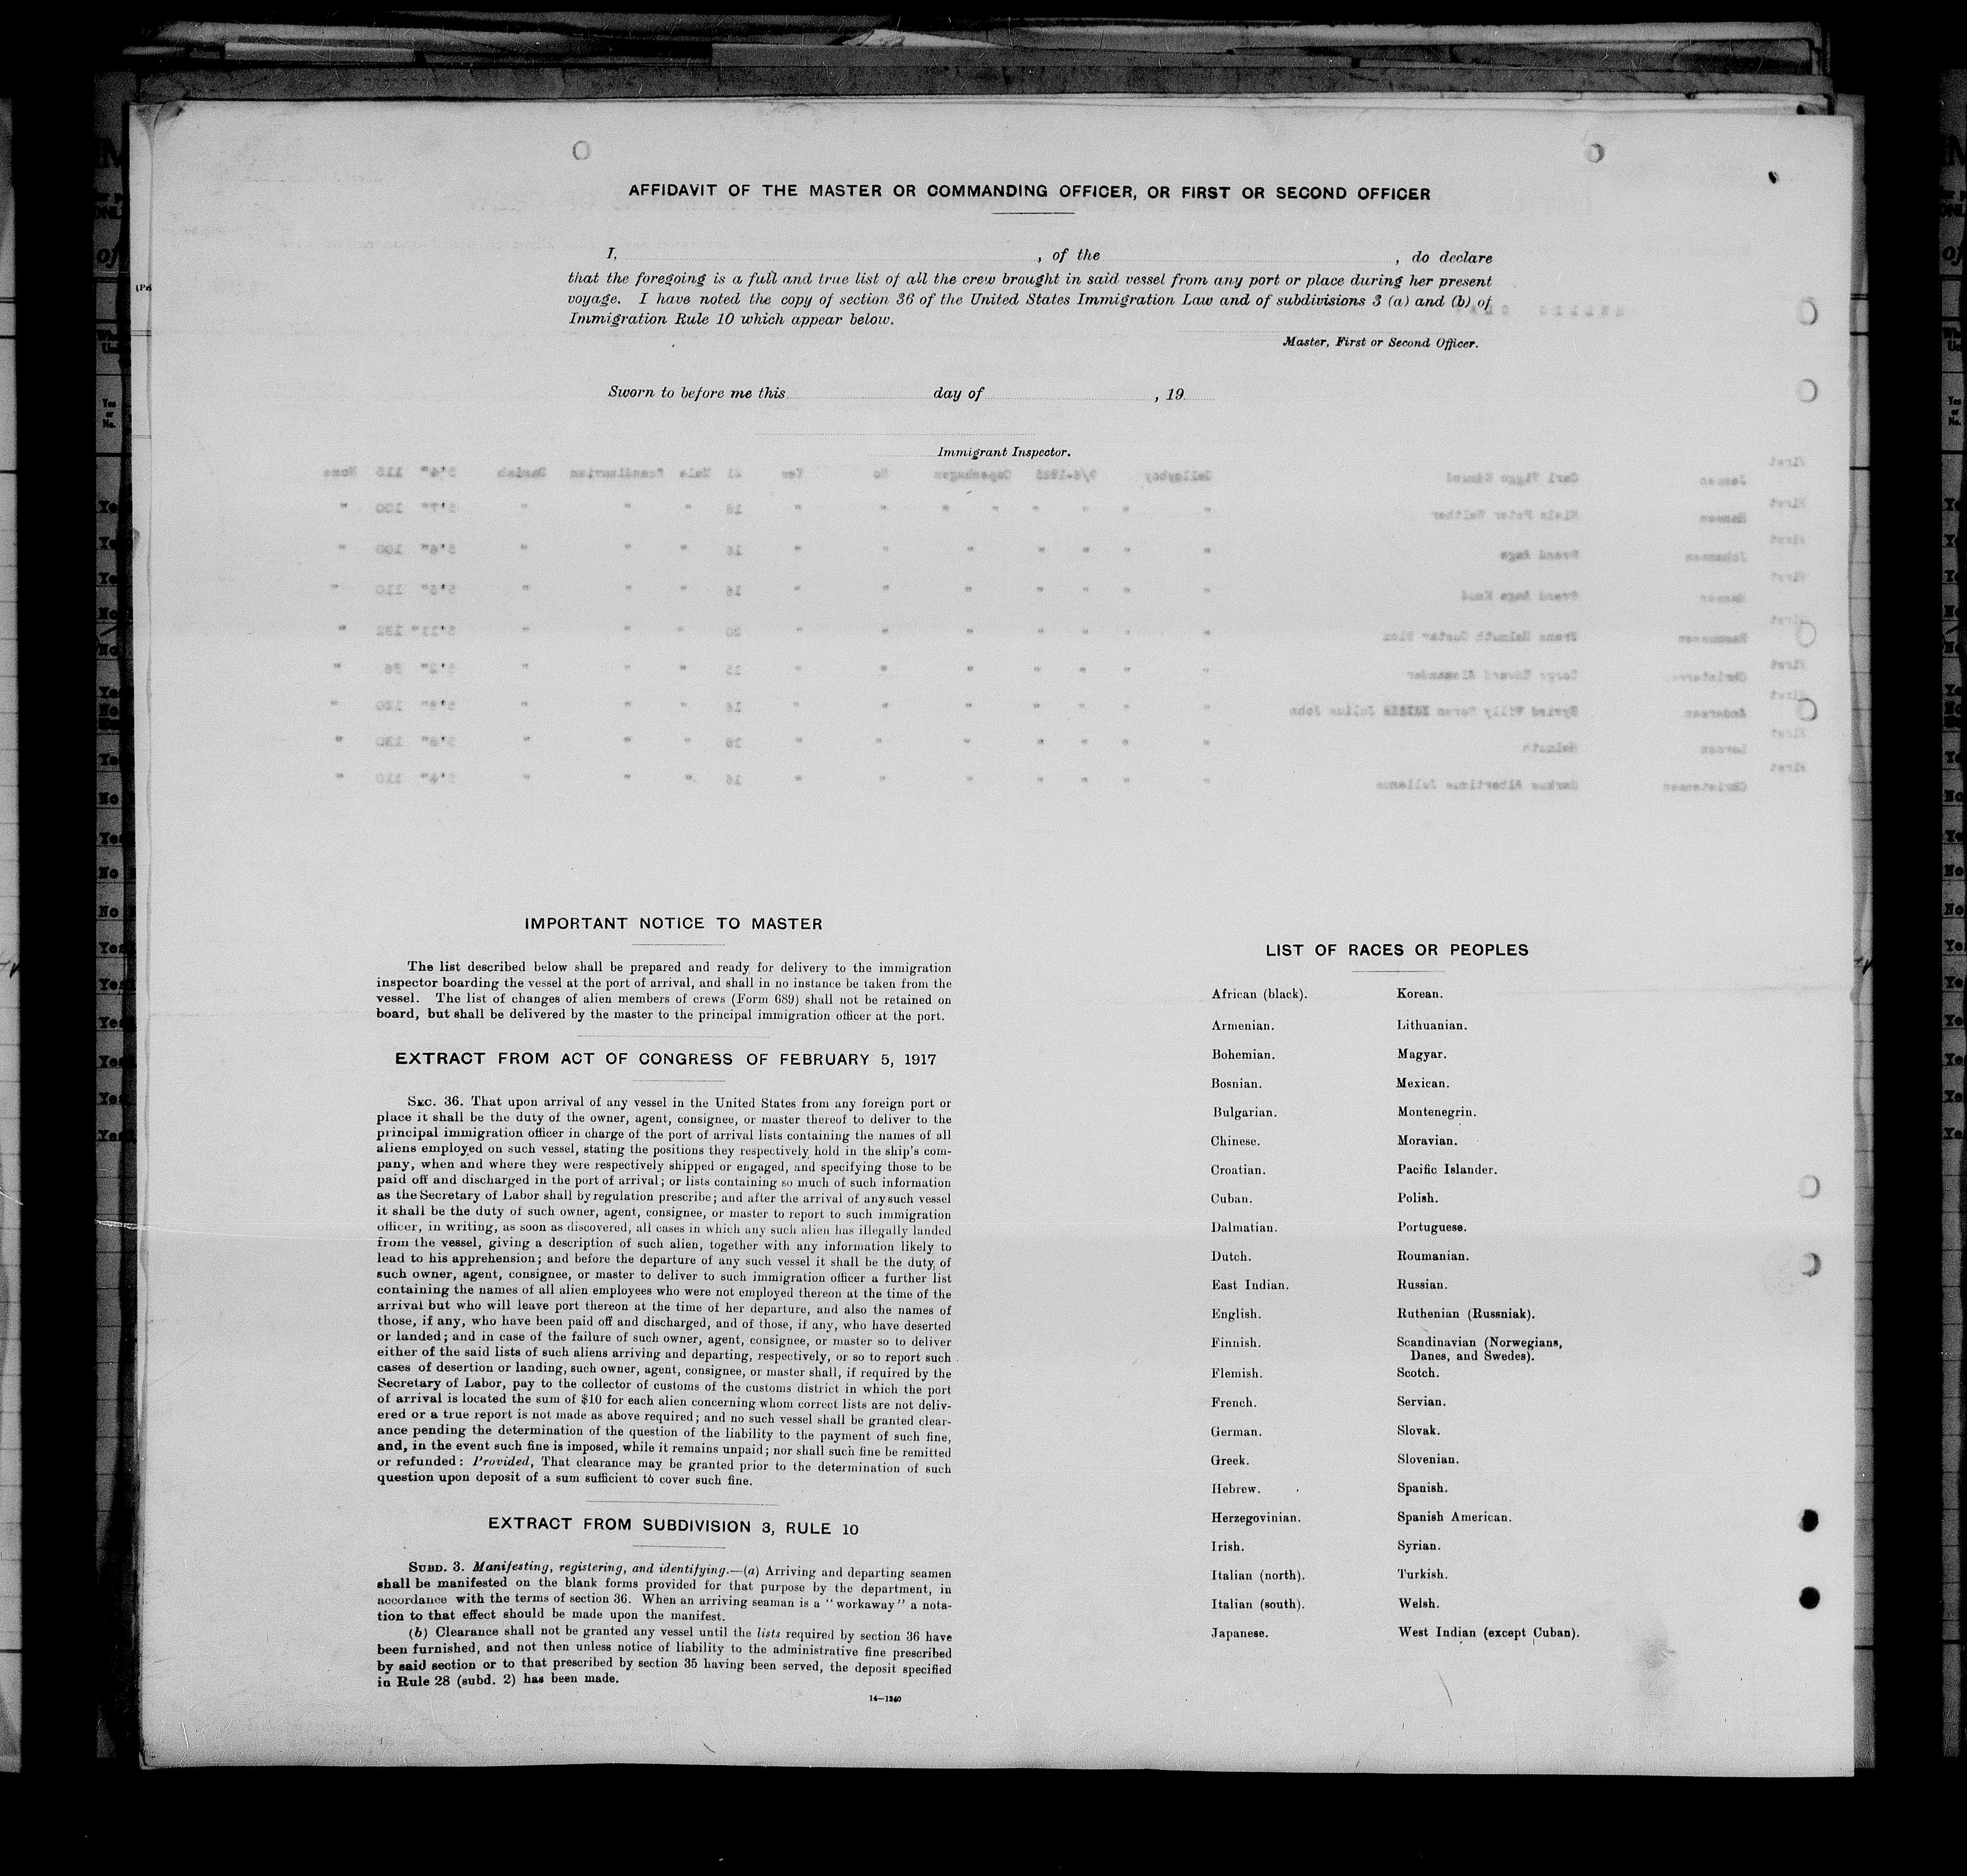 AFFIDAVIT OF THE MASTER OR COMMANDING OFFICER, OR FIRST OR SECOND OFFICER
I, , of the , do declare
that the foregoing is a full and true list of all the crew brought in said vessel from any port or place during her present
voyage. I have noted the copy of section 36 of the United States Immigration Law and of subdivisions 3 (a) and (b) of
Immigration Rule 10 which appear below.
Master, First or Second Officer.
Sworn to before me this day of , 19
Immigrant Inspector.
IMPORTANT NOTICE TO MASTER
The list described below shall be prepared and ready for delivery to the immigration
inspector boarding the vessel at the port of arrival, and shall in no instance be taken from the
vessel. The list of changes of alien members of crews (Form 689) shall not be retained on
board, but shall be delivered by the master to the principal immigration officer at the port.
EXTRACT FROM ACT OF CONGRESS OF FEBRUARY 5, 1917
SEC. 36. That upon arrival of any vessel in the United States from any foreign port or
place it shall be the duty of the owner, agent, consignee, or master thereof to deliver to the
principal immigration officer in charge of the port of arrival lists containing the names of all
aliens employed on such vessel, stating the positions they respectively hold in the ship's com-
pany, when and where they were respectively shipped or engaged, and specifying those to be
paid off and discharged in the port of arrival; or lists containing so much of such information
as the Secretary of Labor shall by regulation prescribe; and after the arrival of any such vessel
it shall be the duty of such owner, agent, consignee, or master to report to such immigration
officer, in writing, as soon as discovered, all cases in which any such alien has illegally landed
from the vessel, giving a description of such alien, together with any information likely to
lead to his apprehension; and before the departure of any such vessel it shall be the duty of
such owner, agent, consignee, or master to deliver to such immigration officer a further list
containing the names of all alien employees who were not employed thereon at the time of the
arrival but who will leave port thereon at the time of her departure, and also the names of
those, if any, who have been paid off and discharged, and of those, if any, who have deserted
or landed; and in case of the failure of such owner, agent, consignee, or master so to deliver
either of the said lists of such aliens arriving and departing, respectively, or so to report such
cases of desertion or landing, such owner, agent, consignee, or master shall, if required by the
Secretary of Labor, pay to the collector of customs of the customs district in which the port
of arrival is located the sum of $10 for each alien concerning whom correct lists are not deliv-
ered or a true report is not made as above required; and no such vessel shall be granted clear-
ance pending the determination of the question of the liability to the payment of such fine,
and, in the event such fine is imposed, while it remains unpaid; nor shall such fine be remitted
or refunded: Provided, That clearance may be granted prior to the determination of such
question upon deposit of a sum sufficient to cover such fine.
EXTRACT FROM SUBDIVISION 3, RULE 10
SUBD. 3. Manifesting, registering, and identifying.—(a) Arriving and departing seamen
shall be manifested on the blank forms provided for that purpose by the department, in
accordance with the terms of section 36. When an arriving seaman is a "workaway" a nota-
tion to that effect should be made upon the manifest.
(b) Clearance shall not be granted any vessel until the lists required by section 36 have
been furnished, and not then unless notice of liability to the administrative fine prescribed
by said section or to that prescribed by section 35 having been served, the deposit specified
in Rule 28 (subd. 2) has been made.
14—1240
LIST OF RACES OR PEOPLES
African (black). Korean.
Armenian. Lithuanian.
Bohemian. Magyar.
Bosnian. Mexican.
Bulgarian. Montenegrin.
Chinese. Moravian.
Croatian. Pacific Islander.
Cuban. Polish.
Dalmatian. Portuguese.
Dutch. Roumanian.
East Indian. Russian.
English. Ruthenian (Russniak).
Finnish. Scandinavian (Norwegians,
Danes, and Swedes).
Flemish. Scotch.
French. Servian.
German. Slovak.
Greek. Slovenian.
Hebrew. Spanish.
Herzegovinian. Spanish American.
Irish. Syrian.
Italian (north). Turkish.
Italian (south). Welsh.
Japanese. West Indian (except Cuban).